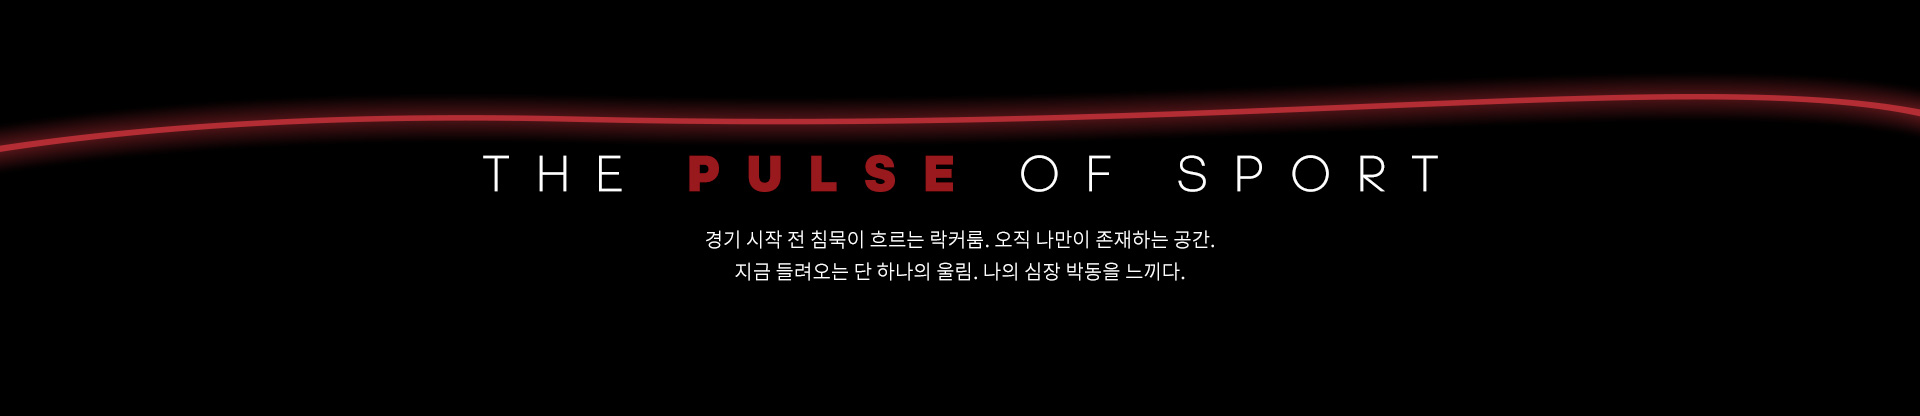 THE PULSE OF SPORT
경기 시작 전 침묵이 흐르는 락커룸. 오직 나만이 존재하는 공간.
지금 들려오는 단 하나의 울림. 나의 심장 박동을 느끼다.